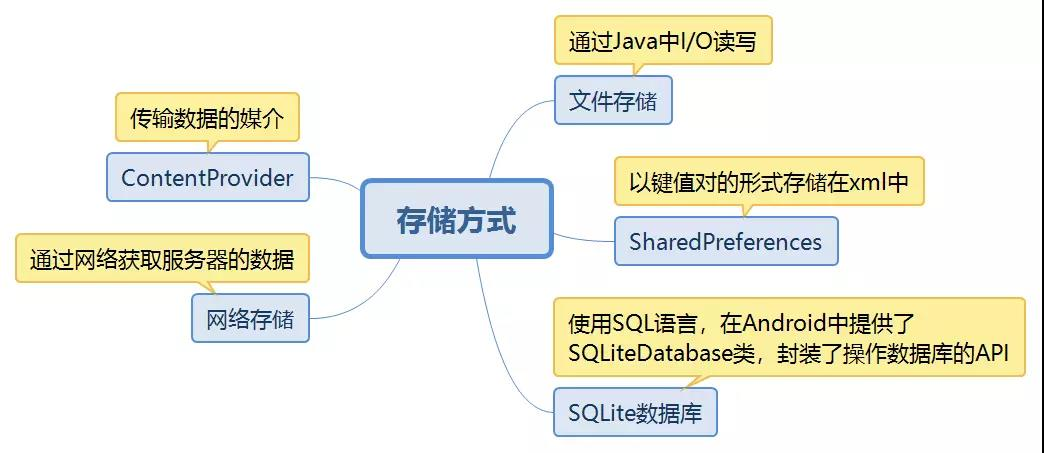 通过Java中I/O读写
文件存储
传输数据的媒介
ContentProvider
以键值对的形式存储在xml中
存储方式
SharedPreferences
通过网络获取服务器的数据
网络存储
使用SQL语言，在Android中提供了
SQLiteDatabase类，封装了操作数据库的API
SQLite数据库